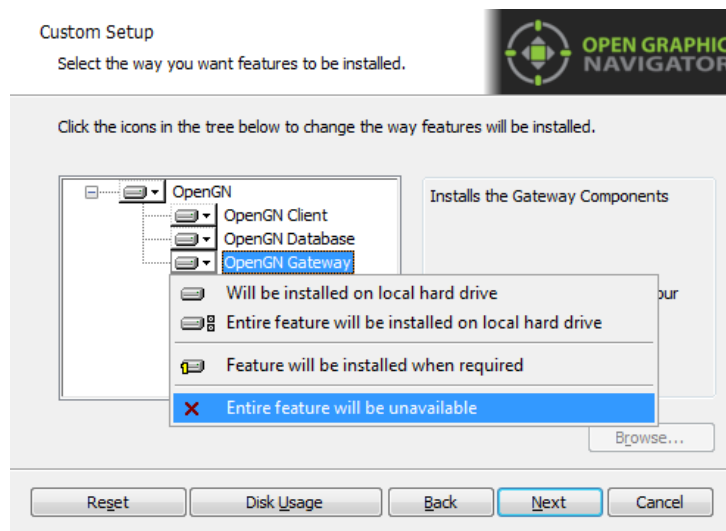 Custom Setup
Select the way you want features to be installed.
OPEN GRAPHIC
NAVIGATOR
Click the icons in the tree below to change the way features will be installed.
OpenGN
OpenGN Client
OpenGN Database
OpenGN Gateway
Installs the Gateway Components
Will be installed on local hard drive
our
Entire feature will be installed on local hard drive
Feature will be installed when required
Entire feature will be unavailable
Browse...
Reset
Disk Usage
Back
Next
Cancel